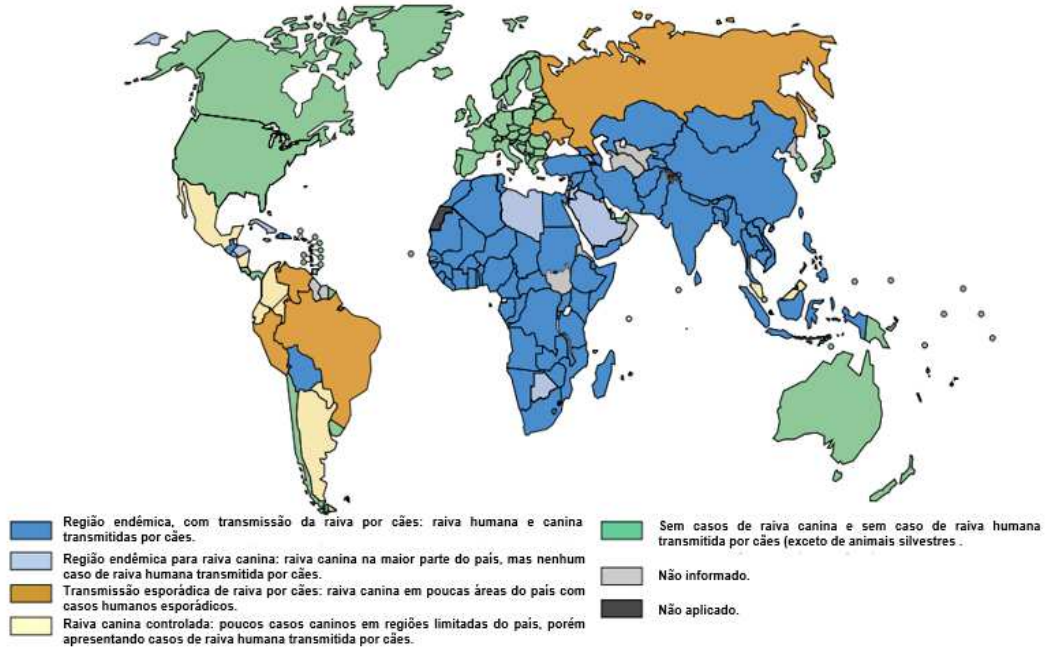 Região endêmica, com transmissão da raiva por cães: raiva humana e canina
transmitidas por cães.
Região endêmica para raiva canina: raiva canina na maior parte do país, mas nenhum
caso de raiva humana transmitida por cães.
Transmissão esporádica de raiva por cães: raiva canina em poucas áreas do país com
casos humanos esporádicos.
Raiva canina controlada: poucos casos caninos em regiões limitadas do país, porém
apresentando casos de raiva humana transmitida por cães.
Sem casos de raiva canina e sem caso de raiva humana
transmitida por cães (exceto de animais silvestres .
Não informado.
Não aplicado.